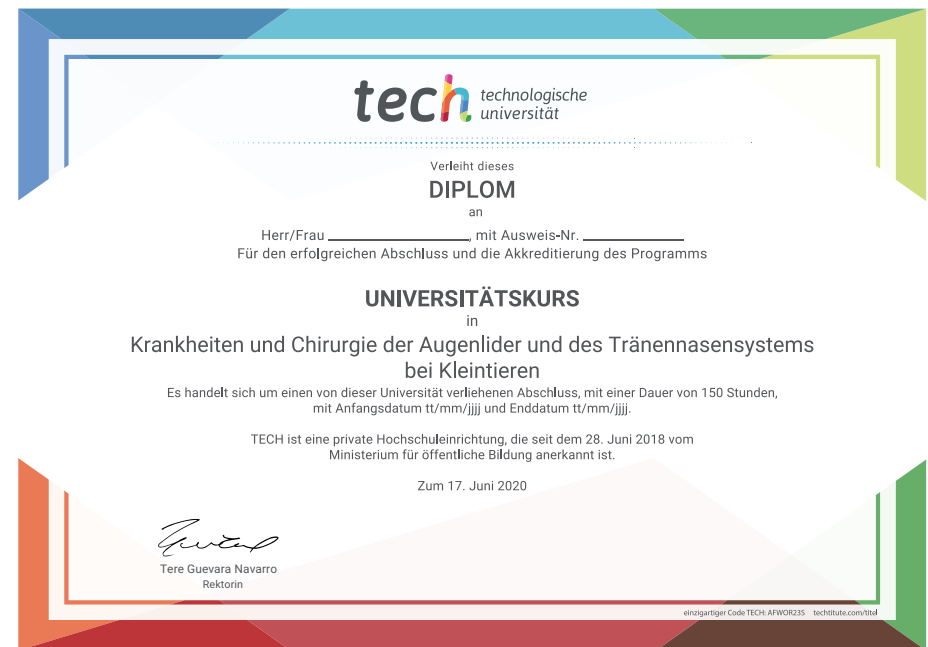 tech technologische
universität
Verleiht dieses
DIPLOM
an
Herr/Frau ____________________, mit Ausweis-Nr. ______________
Für den erfolgreichen Abschluss und die Akkreditierung des Programms
UNIVERSITÄTSKURS
in
Krankheiten und Chirurgie der Augenlider und des Tränennasensystems
bei Kleintieren
Es handelt sich um einen von dieser Universität verliehenen Abschluss, mit einer Dauer von 150 Stunden,
mit Anfangsdatum tt/mm/jjjj und Enddatum tt/mm/jjjj.
TECH ist eine private Hochschuleinrichtung, die seit dem 28. Juni 2018 vom
Ministerium für öffentliche Bildung anerkannt ist.
Zum 17. Juni 2020
Tere Guevara Navarro
Rektorin
einzigartiger Code TECH: AFWOR23S techtitute.com/titel